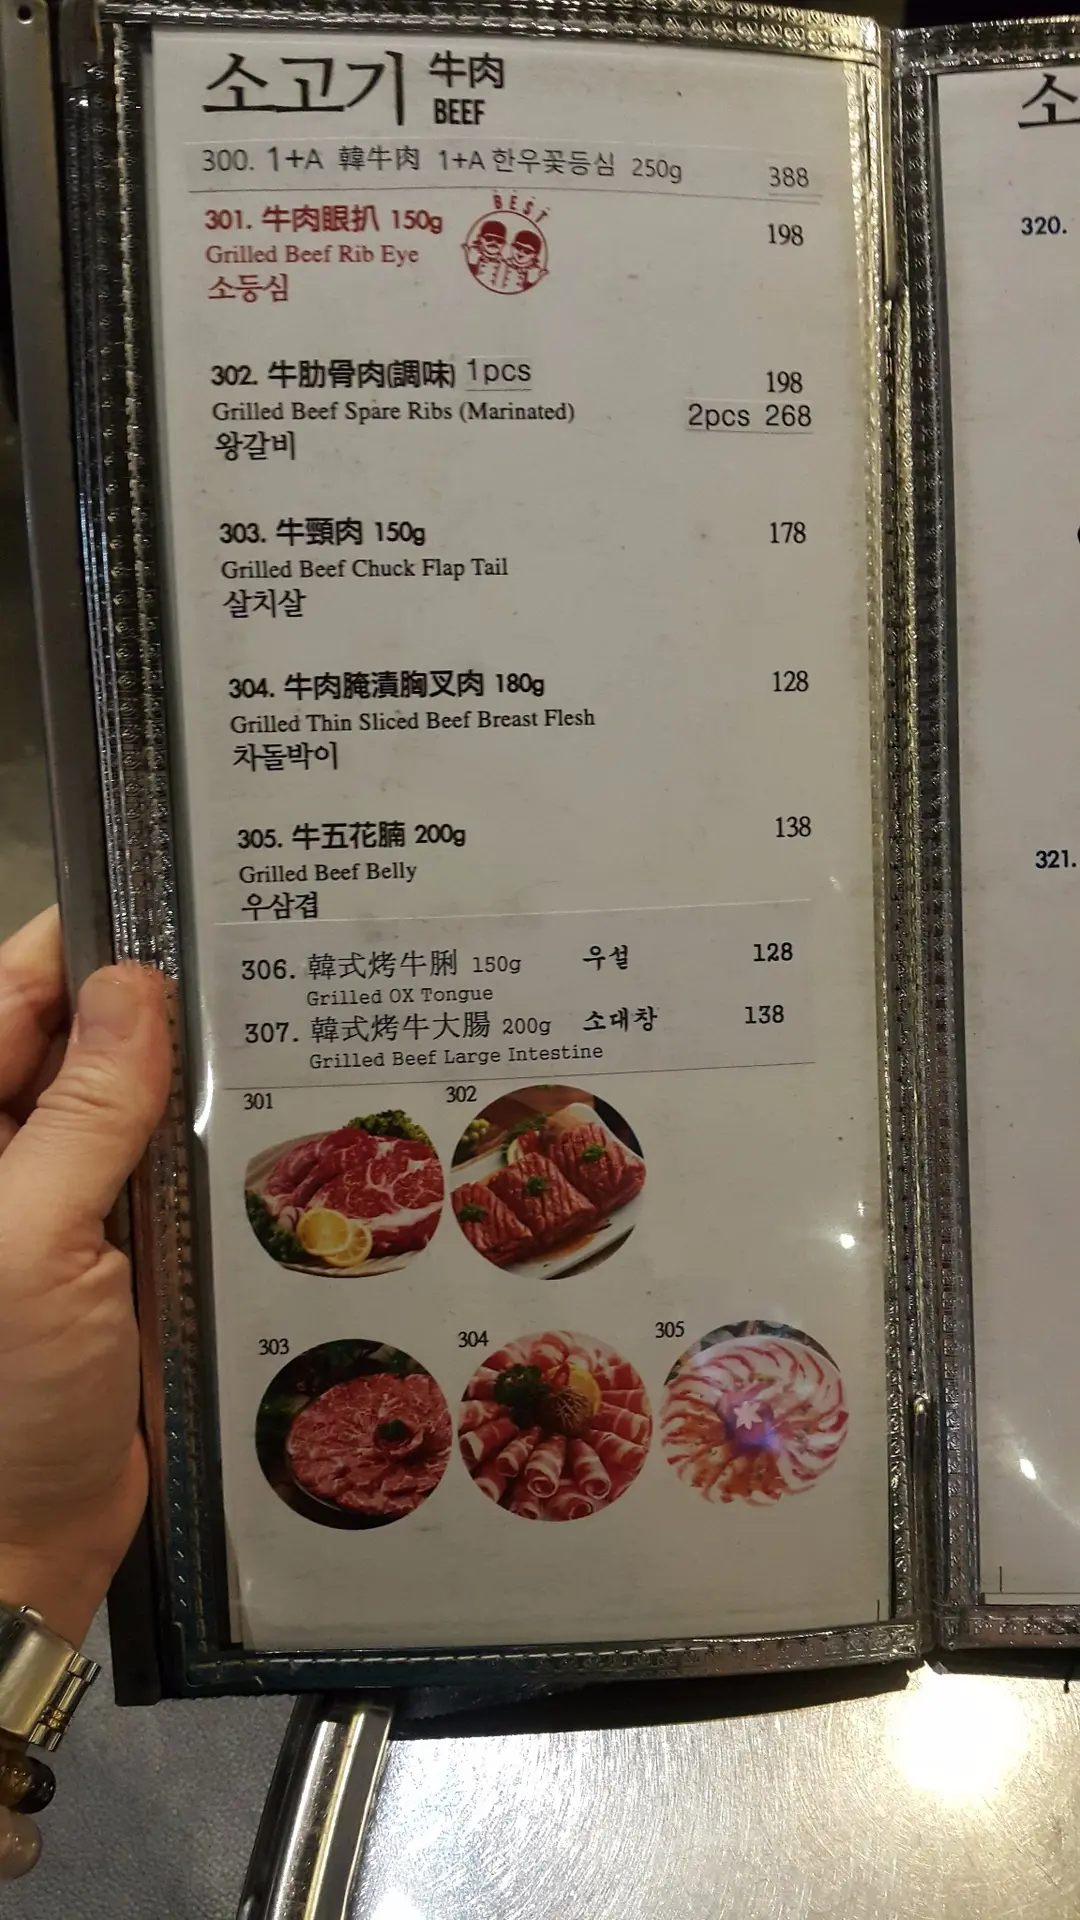 소고기 牛肉
BEEF
300. 1+A 韓牛肉 1+A 한우꽃등심 250g 388
301. 牛肉眼扒 150g 198
BEST
Grilled Beef Rib Eye
소등심
302. 牛肋骨肉(調味) 1pcs 198
Grilled Beef Spare Ribs (Marinated) 2pcs 268
왕갈비
303. 牛頸肉 150g 178
Grilled Beef Chuck Flap Tail
살치살
304. 牛肉腌漬胸叉肉 180g 128
Grilled Thin Sliced Beef Breast Flesh
차돌박이
305. 牛五花腩 200g 138
Grilled Beef Belly
우삼겹
306. 韓式烤牛脷 150g 우설 128
Grilled OX Tongue
307. 韓式烤牛大腸 200g 소대창 138
Grilled Beef Large Intestine
301 302
303 304 305
소
320.
321.